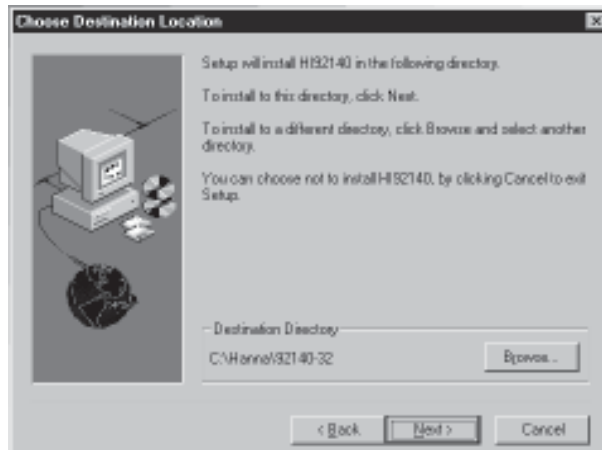 Choose Destination Location
Setup will install HI92140 in the following directory.
To install to this directory, click Next.
To install to a different directory, click Browse and select another
directory.
You can choose not to install HI92140, by clicking Cancel to exit
Setup.
Destination Directory
C:\Hanna\92140-32
Browse...
< Back
Next >
Cancel